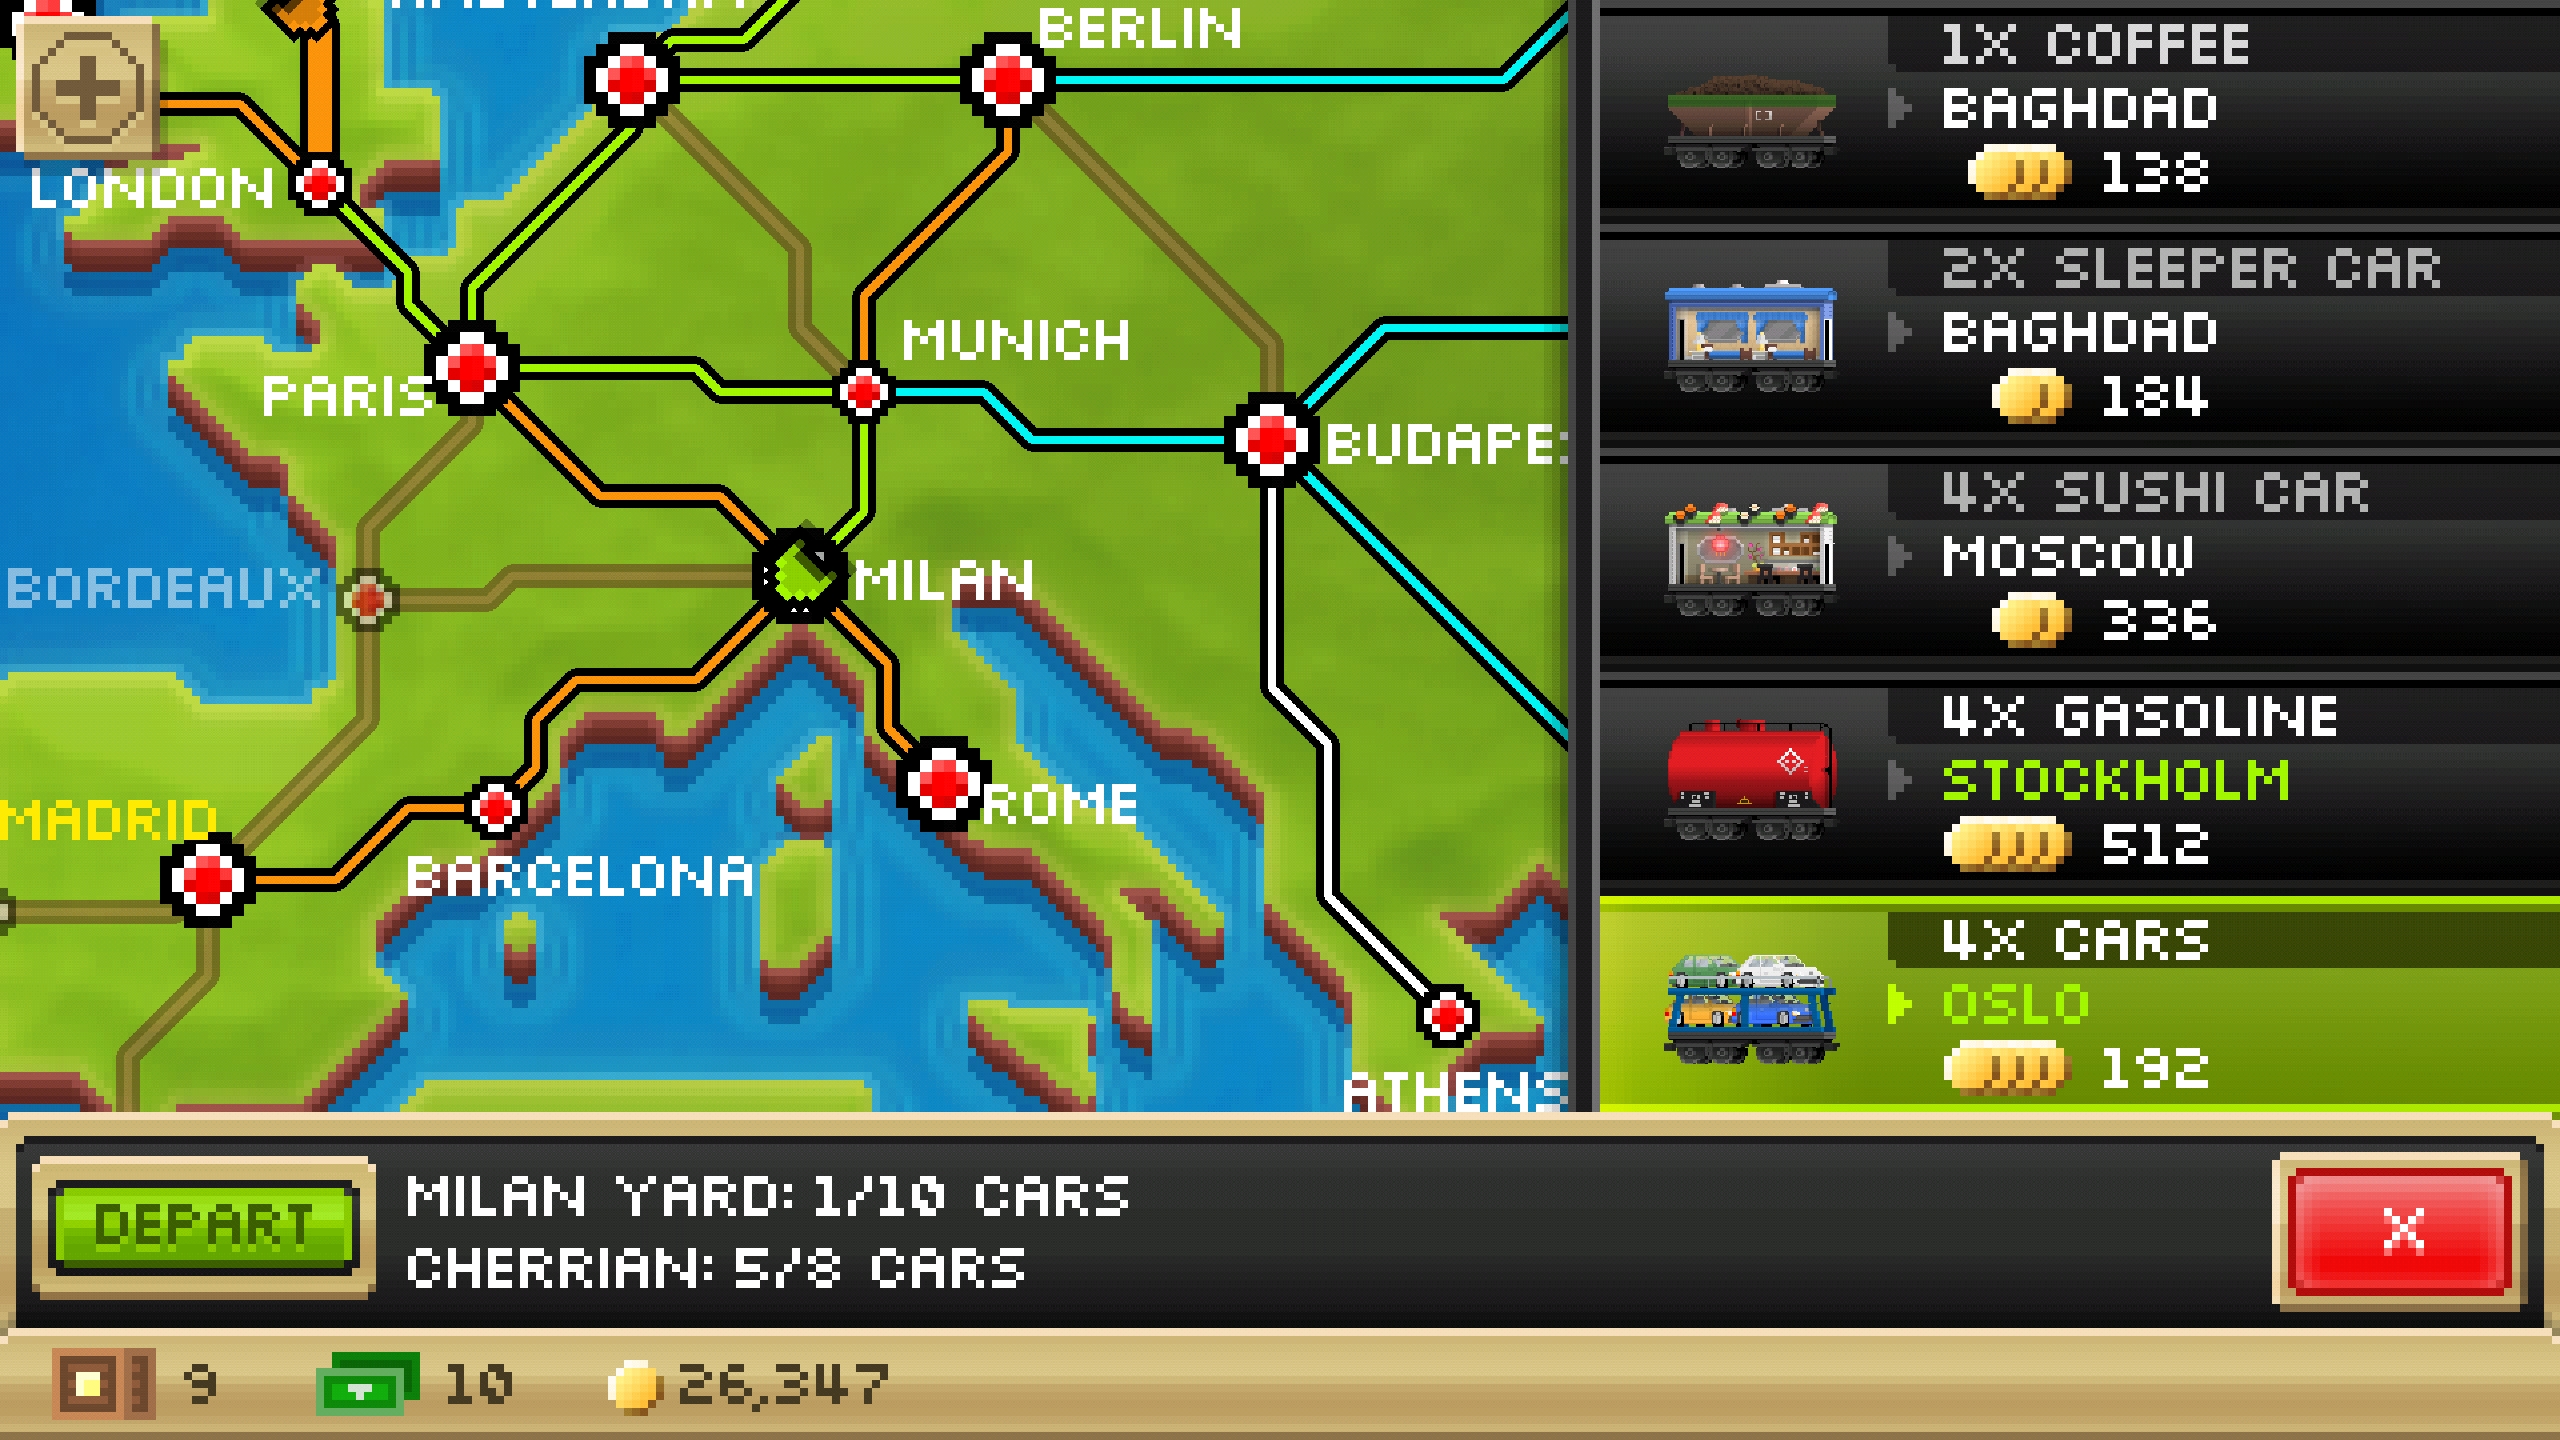 BERLIN
LONDON
MUNICH
PARIS
MILAN
BORDEAUX
MADRID
ROME
BARCELONA
ATHENS
1X COFFEE
BAGHDAD
138
2X SLEEPER CAR
BAGHDAD
184
4X SUSHI CAR
MOSCOW
336
4X GASOLINE
STOCKHOLM
512
4X CARS
OSLO
192
DEPART
MILAN YARD: 1/10 CARS
CHERRIAN: 5/8 CARS
X
9
10
26,347